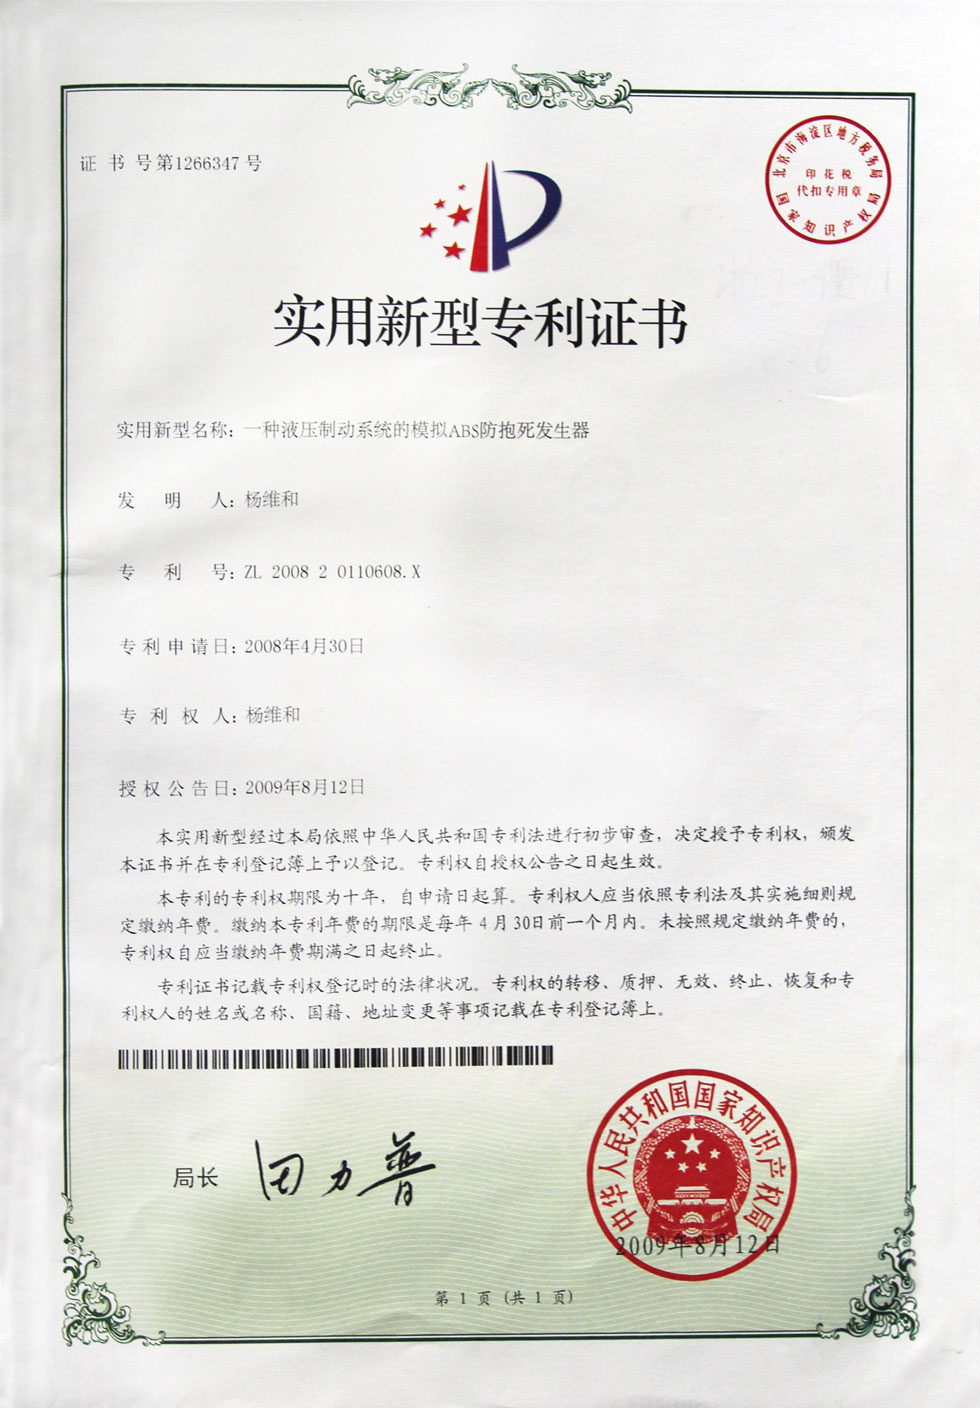 证 书 号第1266347 号
北京市海淀区地方税务局
印 花 税
代扣专用章
国家知识产权局
实用新型专利证书
实用新型名称：一种液压制动系统的模拟ABS防抱死发生器
发 明 人：杨维和
专 利 号：ZL 2008 2 0110608.X
专利申请日：2008年4月30日
专 利 权 人：杨维和
授权公告日：2009年8月12日
本实用新型经过本局依照中华人民共和国专利法进行初步审查，决定授予专利权，颁发
本证书并在专利登记簿上予以登记。专利权自授权公告之日起生效。
本专利的专利权期限为十年，自申请日起算。专利权人应当依照专利法及其实施细则规
定缴纳年费。缴纳本专利年费的期限是每年 4 月 30日前一个月内。未按照规定缴纳年费的，
专利权自应当缴纳年费期满之日起终止。
专利证书记载专利权登记时的法律状况。专利权的转移、质押、无效、终止、恢复和专
利权人的姓名或名称、国籍、地址变更等事项记载在专利登记簿上。
局长 田力普
中华人民共和国国家知识产权局
2009年8月12日
第 1 页 (共 1 页)